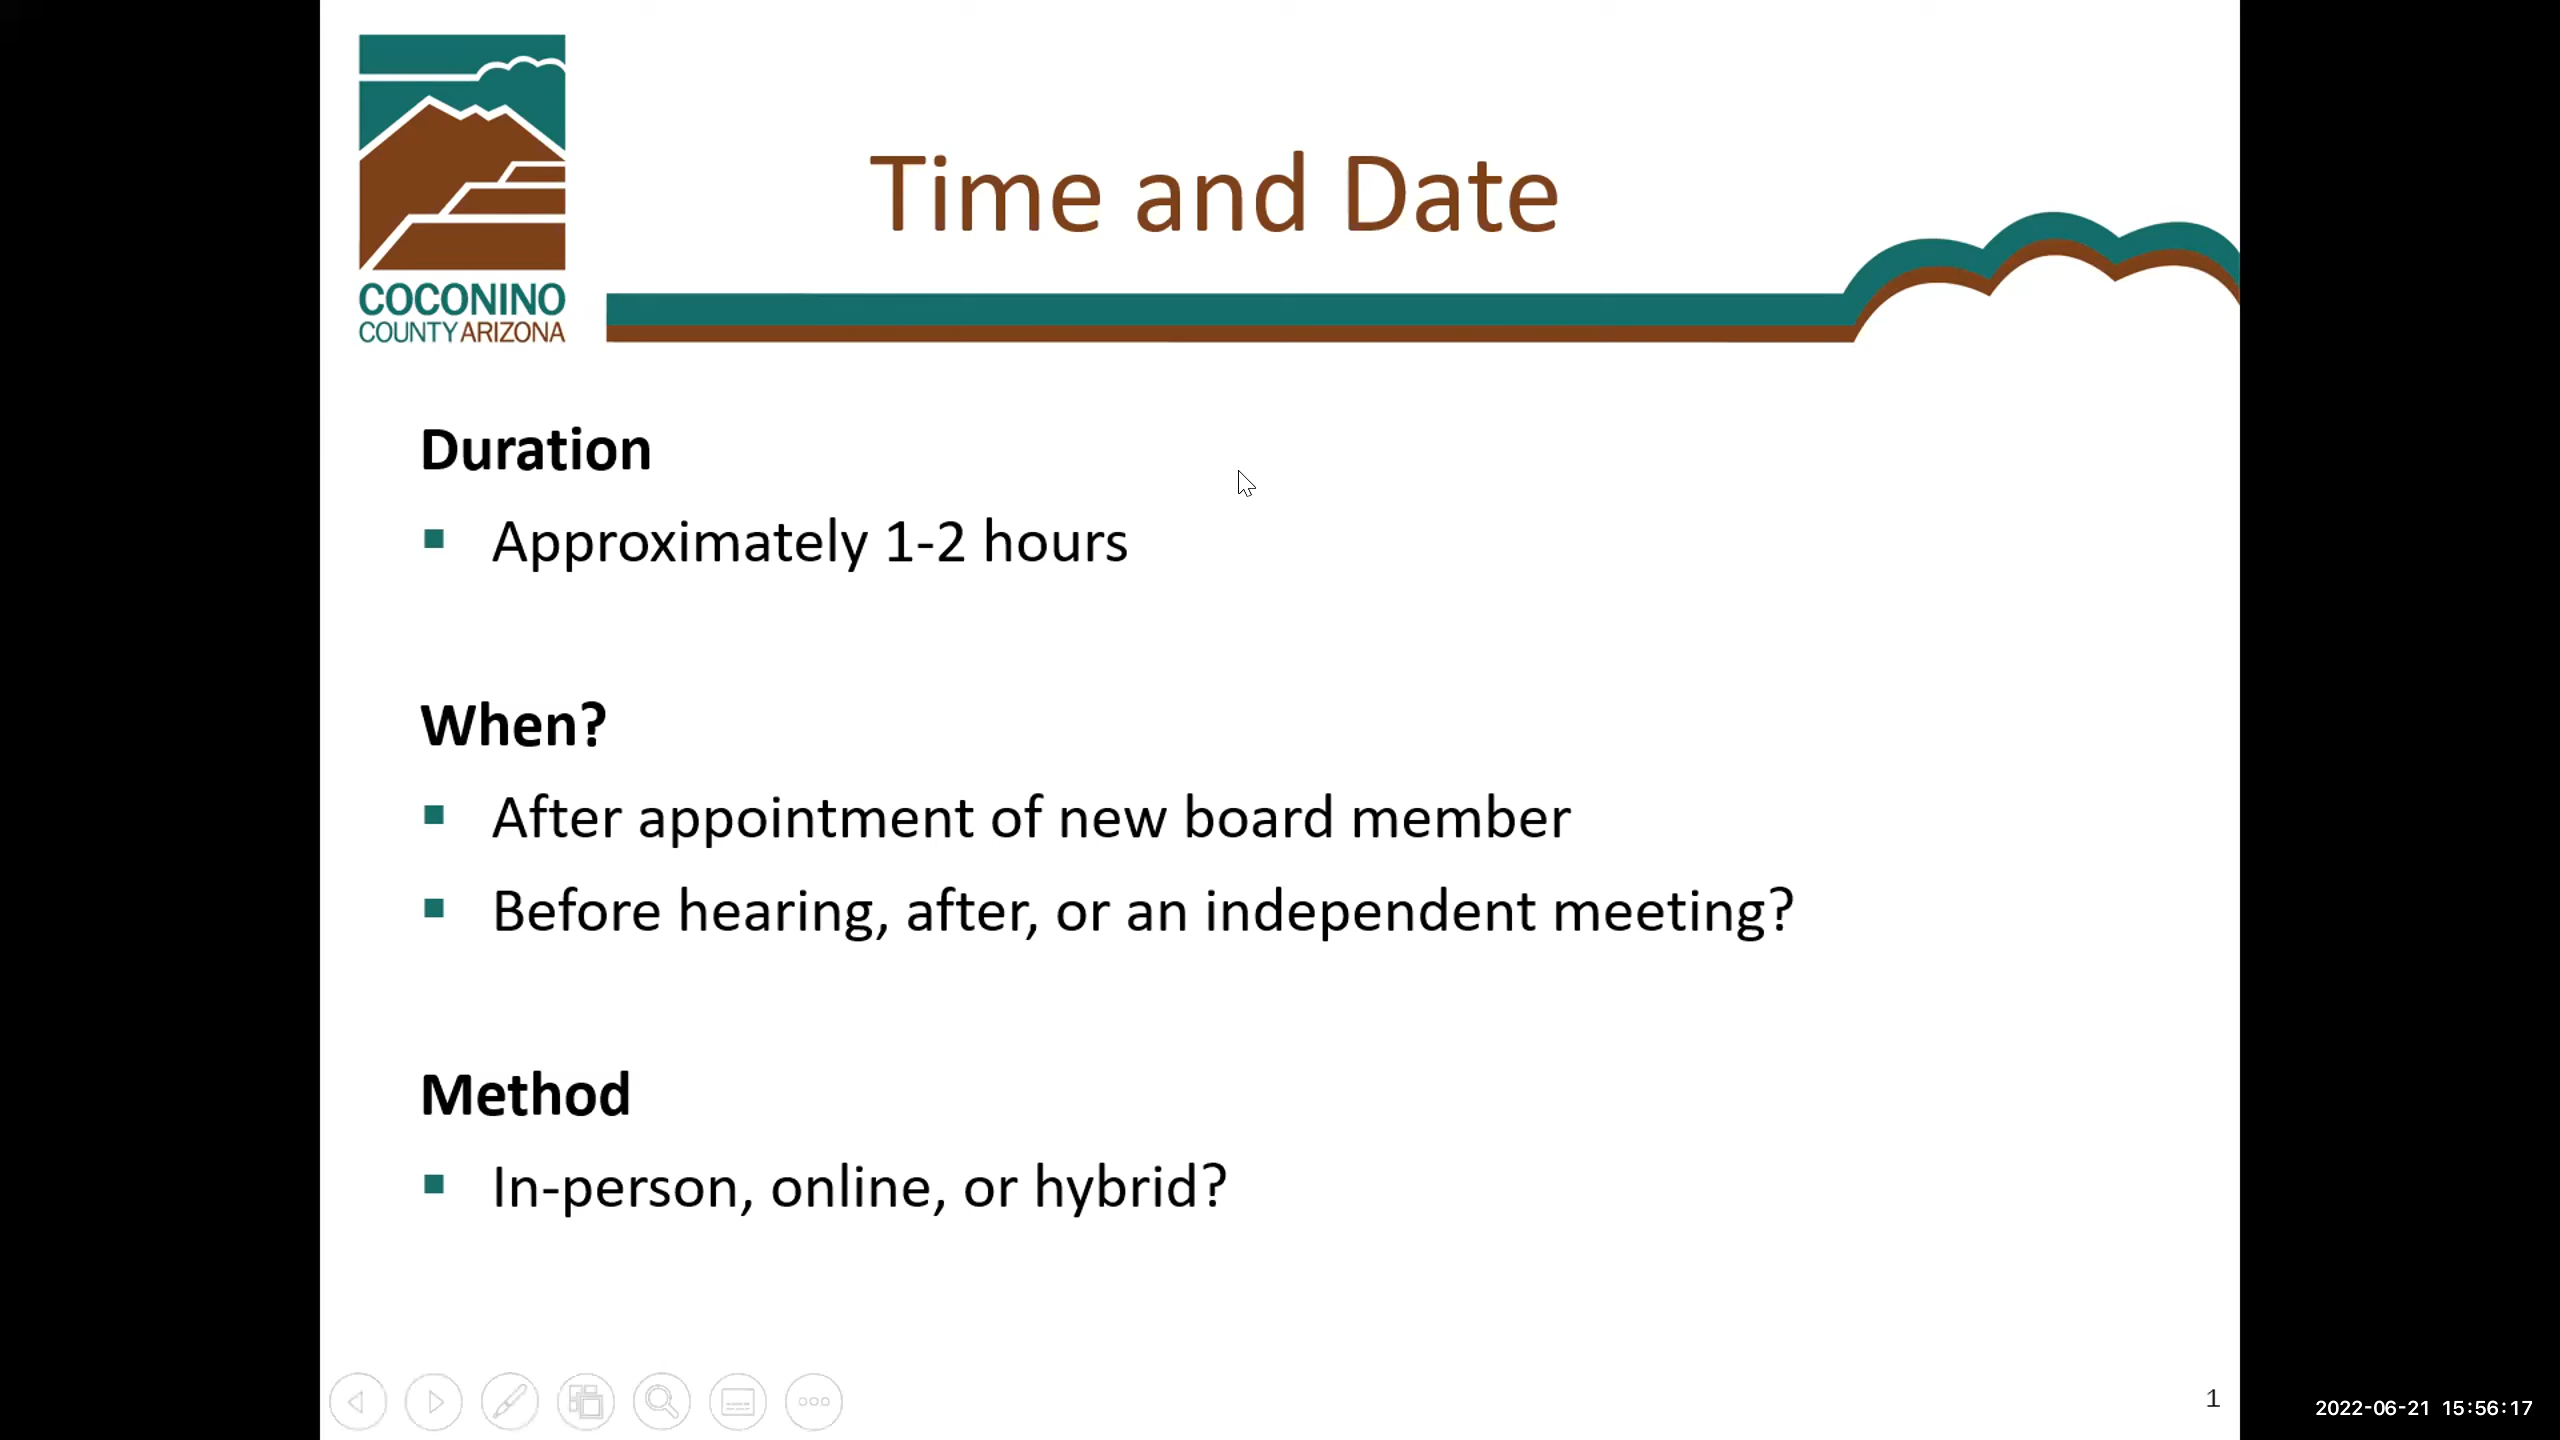 Time and Date
COCONINO
COUNTY ARIZONA
Duration
▪ Approximately 1-2 hours
When?
▪ After appointment of new board member
▪ Before hearing, after, or an independent meeting?
Method
▪ In-person, online, or hybrid?
1
2022-06-21 15:56:17